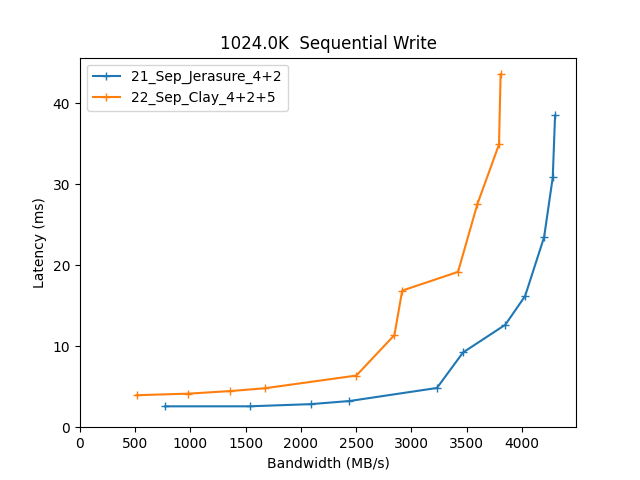 1024.0K  Sequential Write
21_Sep_Jerasure_4+2
22_Sep_Clay_4+2+5
40
30
20
10
0
Latency (ms)
0 500 1000 1500 2000 2500 3000 3500 4000
Bandwidth (MB/s)